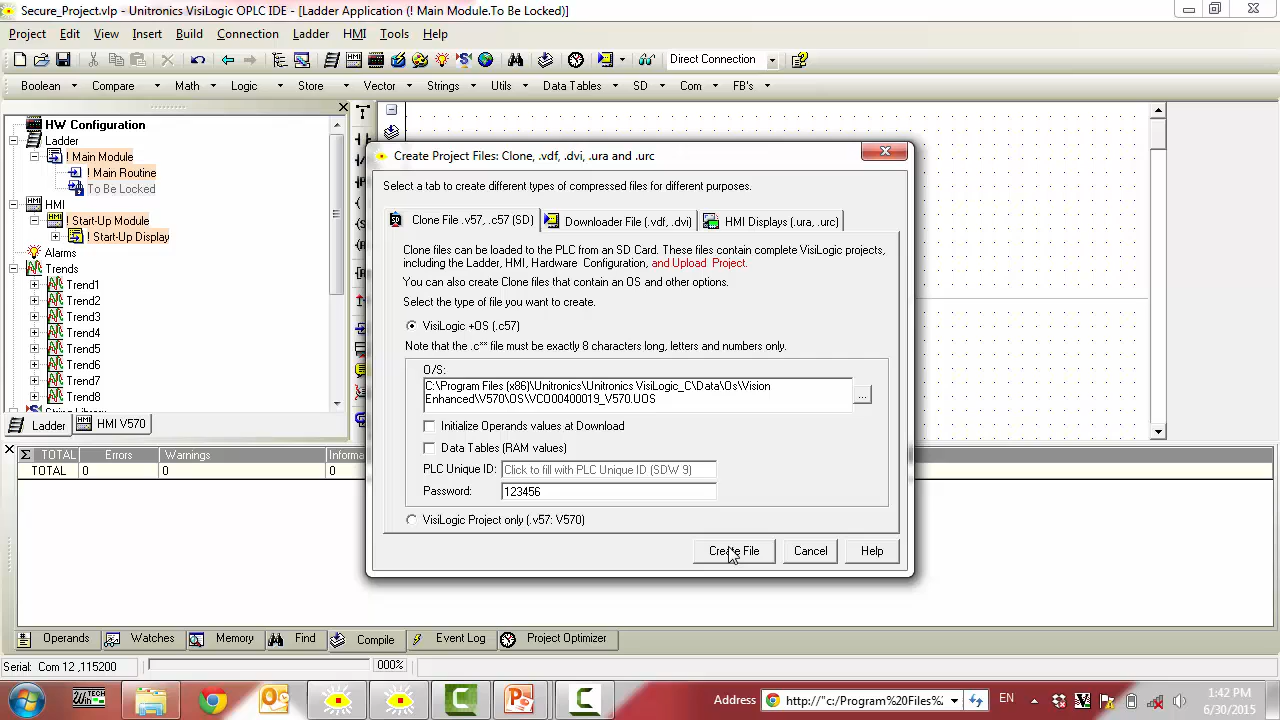 Secure_Project.vlp - Unitronics VisiLogic OPLC IDE - [Ladder Application (! Main Module.To Be Locked)]
Project Edit View Insert Build Connection Ladder HMI Tools Help
Direct Connection
Boolean Compare Math Logic Store Vector Strings Utils Data Tables SD Com FB's
HW Configuration
Ladder
! Main Module
! Main Routine
To Be Locked
HMI
! Start-Up Module
! Start-Up Display
Alarms
Trends
Trend1
Trend2
Trend3
Trend4
Trend5
Trend6
Trend7
Trend8
Ladder HMI V570
Create Project Files: Clone, .vdf, .dvi, .ura and .urc
Select a tab to create different types of compressed files for different purposes.
Clone File .v57, .c57 (SD) Downloader File (.vdf, .dvi) HMI Displays (.ura, .urc)
Clone files can be loaded to the PLC from an SD Card. These files contain complete VisiLogic projects,
including the Ladder, HMI, Hardware Configuration, and Upload Project.
You can also create Clone files that contain an OS and other options.
Select the type of file you want to create.
VisiLogic +OS (.c57)
Note that the .c** file must be exactly 8 characters long, letters and numbers only.
O/S:
C:\Program Files (x86)\Unitronics\Unitronics VisiLogic_C\Data\Os\Vision
Enhanced\V570\OS\VCO00400019_V570.UOS
...
Initialize Operands values at Download
Data Tables (RAM values)
PLC Unique ID: Click to fill with PLC Unique ID (SDW 9)
Password: 123456
VisiLogic Project only (.v57: V570)
Create File Cancel Help
Σ TOTAL Errors Warnings
TOTAL 0 0 0
Operands Watches Memory Find Compile Event Log Project Optimizer
Serial: Com 12 ,115200 000%
Address http://"c:/Program%20Files%2 EN 1:42 PM
6/30/2015